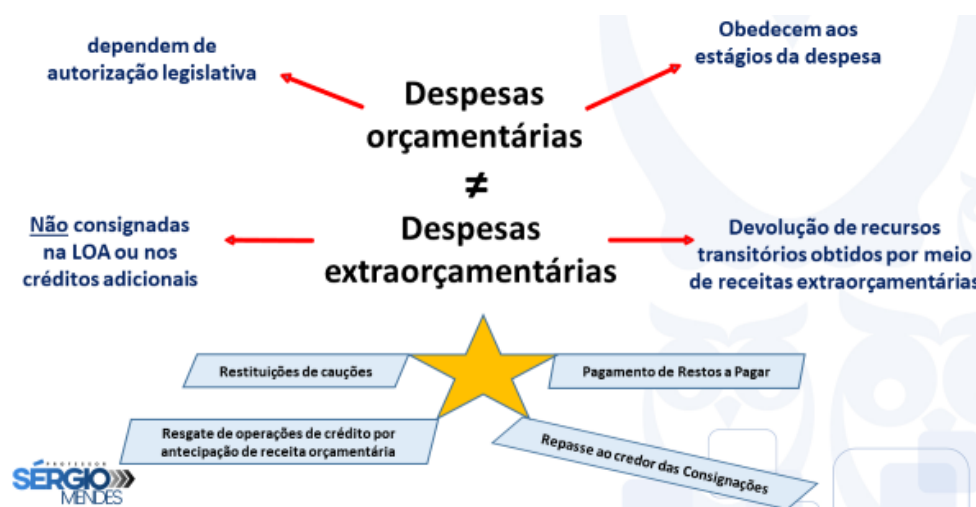 dependem de
autorização legislativa
Obedecem aos
estágios da despesa
Despesas
orçamentárias
≠
Despesas
extraorçamentárias
Não consignadas
na LOA ou nos
créditos adicionais
Devolução de recursos
transitórios obtidos por meio
de receitas extraorçamentárias
Restituições de cauções
Pagamento de Restos a Pagar
Resgate de operações de crédito por
antecipação de receita orçamentária
Repasse ao credor das Consignações
PROFESSOR
SÉRGIO
MENDES